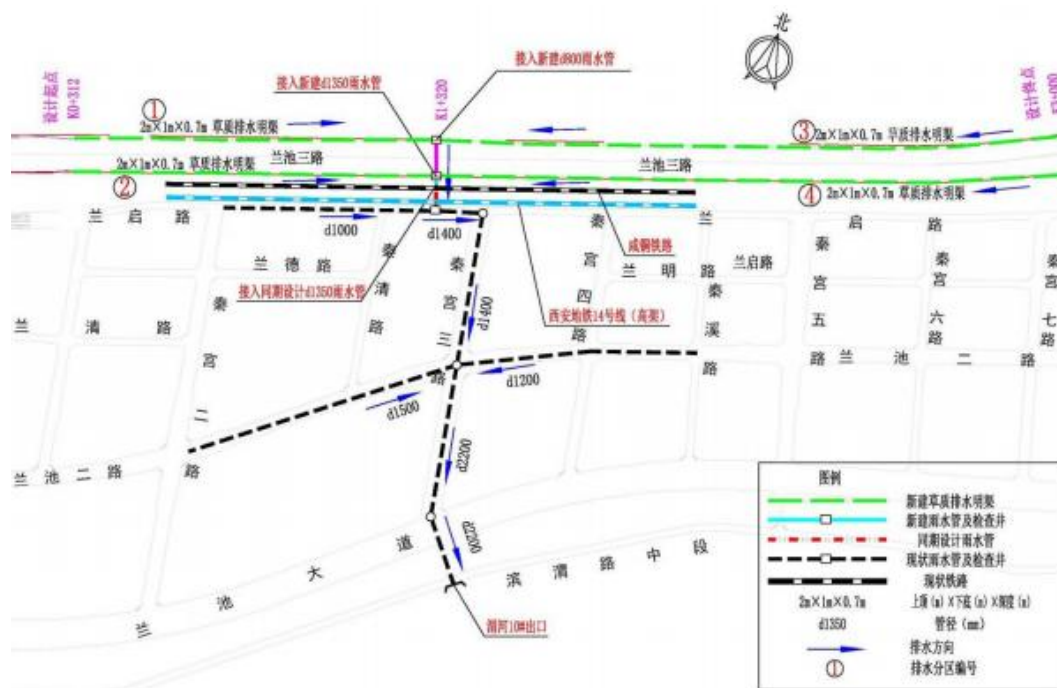 北
接入新建d800雨水管
接入新建d1350雨水管
设计起点
K0+312
K1+320
设计终点
①
2m×1m×0.7m 草质排水明渠
③
2m×1m×0.7m 草质排水明渠
2m×1m×0.7m 草质排水明渠
兰池三路
兰池三路
②
④
2m×1m×0.7m 草质排水明渠
兰启路
d1000
d1400
秦宫四路
兰
启
路
咸铜铁路
兰德路
秦清路
秦宫三路
兰明路
兰启路
秦宫五路
秦宫六路
秦宫七路
接入同期设计d1350雨水管
西安地铁14号线（高架）
秦溪路
兰清路
秦宫二路
d1400
兰池二路
d1200
d1500
兰池二路
d2200
d2200
兰池大道
滨渭路中段
渭河10#出口
图例
新建草质排水明渠
新建雨水管及检查井
同期设计雨水管
现状雨水管及检查井
现状铁路
2m×1m×0.7m 上顶(m)X下底(m)X深度(m)
d1350 管径(mm)
排水方向
① 排水分区编号